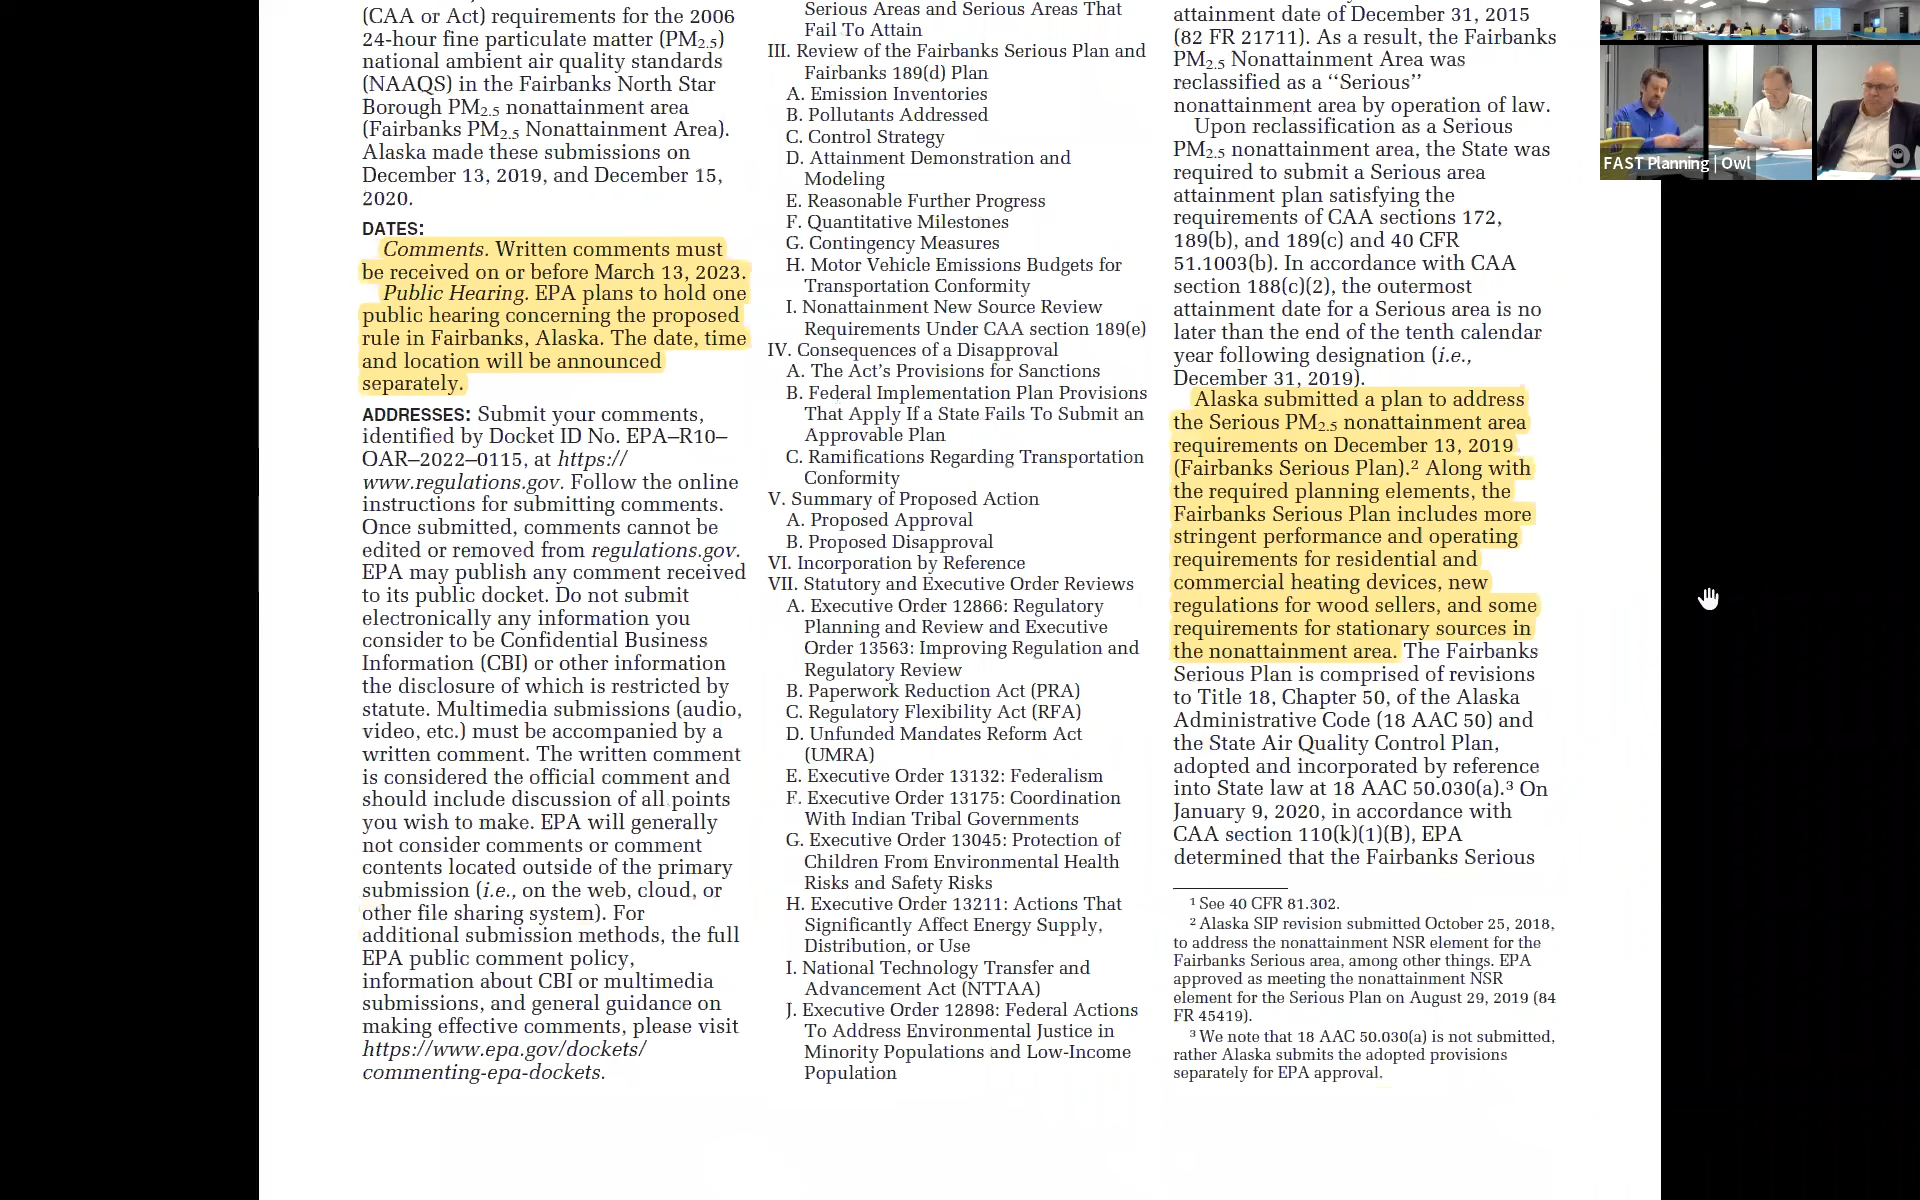 (CAA or Act) requirements for the 2006
24-hour fine particulate matter (PM2.5)
national ambient air quality standards
(NAAQS) in the Fairbanks North Star
Borough PM2.5 nonattainment area
(Fairbanks PM2.5 Nonattainment Area).
Alaska made these submissions on
December 13, 2019, and December 15,
2020.
DATES:
Comments. Written comments must
be received on or before March 13, 2023.
Public Hearing. EPA plans to hold one
public hearing concerning the proposed
rule in Fairbanks, Alaska. The date, time
and location will be announced
separately.
ADDRESSES: Submit your comments,
identified by Docket ID No. EPA–R10–
OAR–2022–0115, at https://
www.regulations.gov. Follow the online
instructions for submitting comments.
Once submitted, comments cannot be
edited or removed from regulations.gov.
EPA may publish any comment received
to its public docket. Do not submit
electronically any information you
consider to be Confidential Business
Information (CBI) or other information
the disclosure of which is restricted by
statute. Multimedia submissions (audio,
video, etc.) must be accompanied by a
written comment. The written comment
is considered the official comment and
should include discussion of all points
you wish to make. EPA will generally
not consider comments or comment
contents located outside of the primary
submission (i.e., on the web, cloud, or
other file sharing system). For
additional submission methods, the full
EPA public comment policy,
information about CBI or multimedia
submissions, and general guidance on
making effective comments, please visit
https://www.epa.gov/dockets/
commenting-epa-dockets.
Serious Areas and Serious Areas That
Fail To Attain
III. Review of the Fairbanks Serious Plan and
Fairbanks 189(d) Plan
A. Emission Inventories
B. Pollutants Addressed
C. Control Strategy
D. Attainment Demonstration and
Modeling
E. Reasonable Further Progress
F. Quantitative Milestones
G. Contingency Measures
H. Motor Vehicle Emissions Budgets for
Transportation Conformity
I. Nonattainment New Source Review
Requirements Under CAA section 189(e)
IV. Consequences of a Disapproval
A. The Act’s Provisions for Sanctions
B. Federal Implementation Plan Provisions
That Apply If a State Fails To Submit an
Approvable Plan
C. Ramifications Regarding Transportation
Conformity
V. Summary of Proposed Action
A. Proposed Approval
B. Proposed Disapproval
VI. Incorporation by Reference
VII. Statutory and Executive Order Reviews
A. Executive Order 12866: Regulatory
Planning and Review and Executive
Order 13563: Improving Regulation and
Regulatory Review
B. Paperwork Reduction Act (PRA)
C. Regulatory Flexibility Act (RFA)
D. Unfunded Mandates Reform Act
(UMRA)
E. Executive Order 13132: Federalism
F. Executive Order 13175: Coordination
With Indian Tribal Governments
G. Executive Order 13045: Protection of
Children From Environmental Health
Risks and Safety Risks
H. Executive Order 13211: Actions That
Significantly Affect Energy Supply,
Distribution, or Use
I. National Technology Transfer and
Advancement Act (NTTAA)
J. Executive Order 12898: Federal Actions
To Address Environmental Justice in
Minority Populations and Low-Income
Population
attainment date of December 31, 2015
(82 FR 21711). As a result, the Fairbanks
PM2.5 Nonattainment Area was
reclassified as a ‘‘Serious’’
nonattainment area by operation of law.
Upon reclassification as a Serious
PM2.5 nonattainment area, the State was
required to submit a Serious area
attainment plan satisfying the
requirements of CAA sections 172,
189(b), and 189(c) and 40 CFR
51.1003(b). In accordance with CAA
section 188(c)(2), the outermost
attainment date for a Serious area is no
later than the end of the tenth calendar
year following designation (i.e.,
December 31, 2019).
Alaska submitted a plan to address
the Serious PM2.5 nonattainment area
requirements on December 13, 2019
(Fairbanks Serious Plan).2 Along with
the required planning elements, the
Fairbanks Serious Plan includes more
stringent performance and operating
requirements for residential and
commercial heating devices, new
regulations for wood sellers, and some
requirements for stationary sources in
the nonattainment area. The Fairbanks
Serious Plan is comprised of revisions
to Title 18, Chapter 50, of the Alaska
Administrative Code (18 AAC 50) and
the State Air Quality Control Plan,
adopted and incorporated by reference
into State law at 18 AAC 50.030(a).3 On
January 9, 2020, in accordance with
CAA section 110(k)(1)(B), EPA
determined that the Fairbanks Serious
1 See 40 CFR 81.302.
2 Alaska SIP revision submitted October 25, 2018,
to address the nonattainment NSR element for the
Fairbanks Serious area, among other things. EPA
approved as meeting the nonattainment NSR
element for the Serious Plan on August 29, 2019 (84
FR 45419).
3 We note that 18 AAC 50.030(a) is not submitted,
rather Alaska submits the adopted provisions
separately for EPA approval.
FAST Planning | Owl